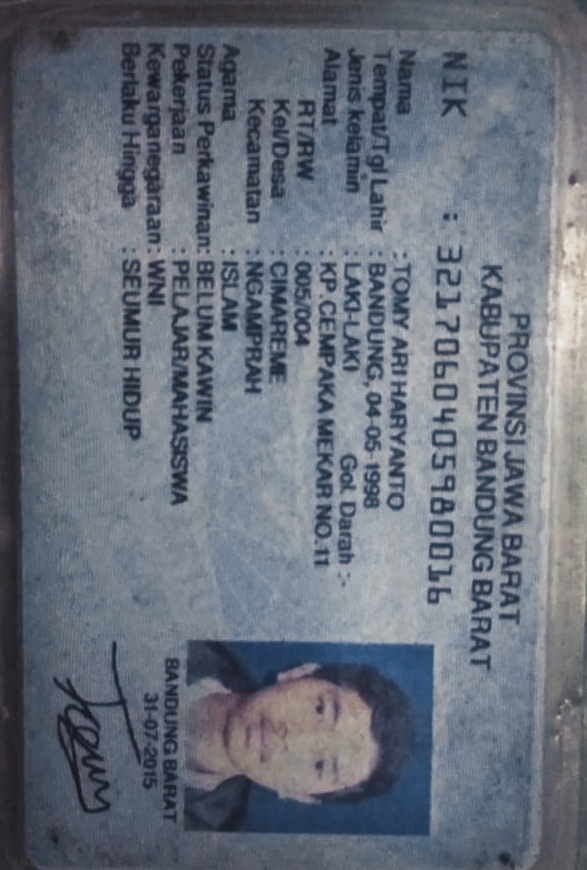 PROVINSI JAWA BARAT
KABUPATEN BANDUNG BARAT
NIK : 3217060405980016
Nama : TOMY ARI HARYANTO
Tempat/Tgl Lahir : BANDUNG, 04-05-1998
Jenis kelamin : LAKI-LAKI Gol. Darah : -
Alamat : KP. CEMPAKA MEKAR NO.11
RT/RW : 005/004
Kel/Desa : CIMAREME
Kecamatan : NGAMPRAH
Agama : ISLAM
Status Perkawinan: BELUM KAWIN
Pekerjaan : PELAJAR/MAHASISWA
Kewarganegaraan: WNI
Berlaku Hingga : SEUMUR HIDUP
BANDUNG BARAT
31-07-2015